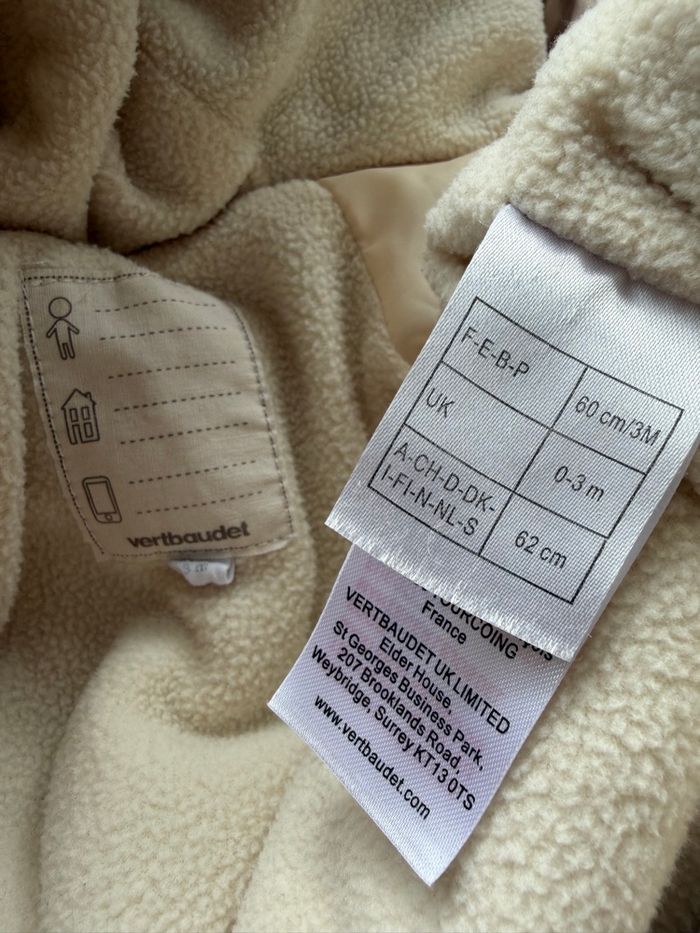 vertbaudet
F-E-B-P
60 cm/3M
UK
0-3 m
A-CH-D-DK-
I-FI-N-NL-S
62 cm
TOURCOING
France
VERTBAUDET UK LIMITED
Elder House,
St Georges Business Park,
207 Brooklands Road,
Weybridge, Surrey KT13 0TS
www.vertbaudet.com